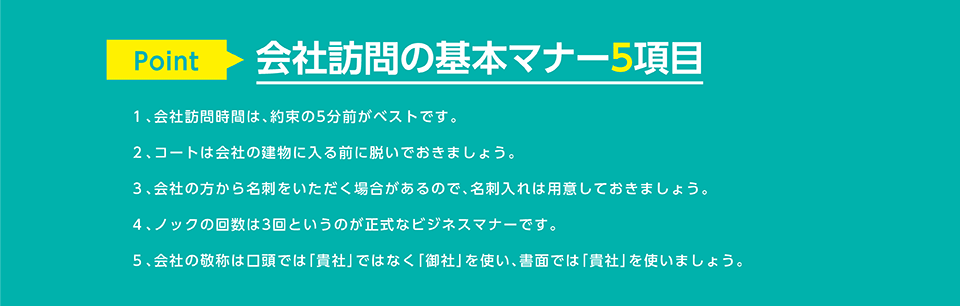 Point
会社訪問の基本マナー5項目
1、会社訪問時間は、約束の5分前がベストです。
2、コートは会社の建物に入る前に脱いでおきましょう。
3、会社の方から名刺をいただく場合があるので、名刺入れは用意しておきましょう。
4、ノックの回数は3回というのが正式なビジネスマナーです。
5、会社の敬称は口頭では「貴社」ではなく「御社」を使い、書面では「貴社」を使いましょう。